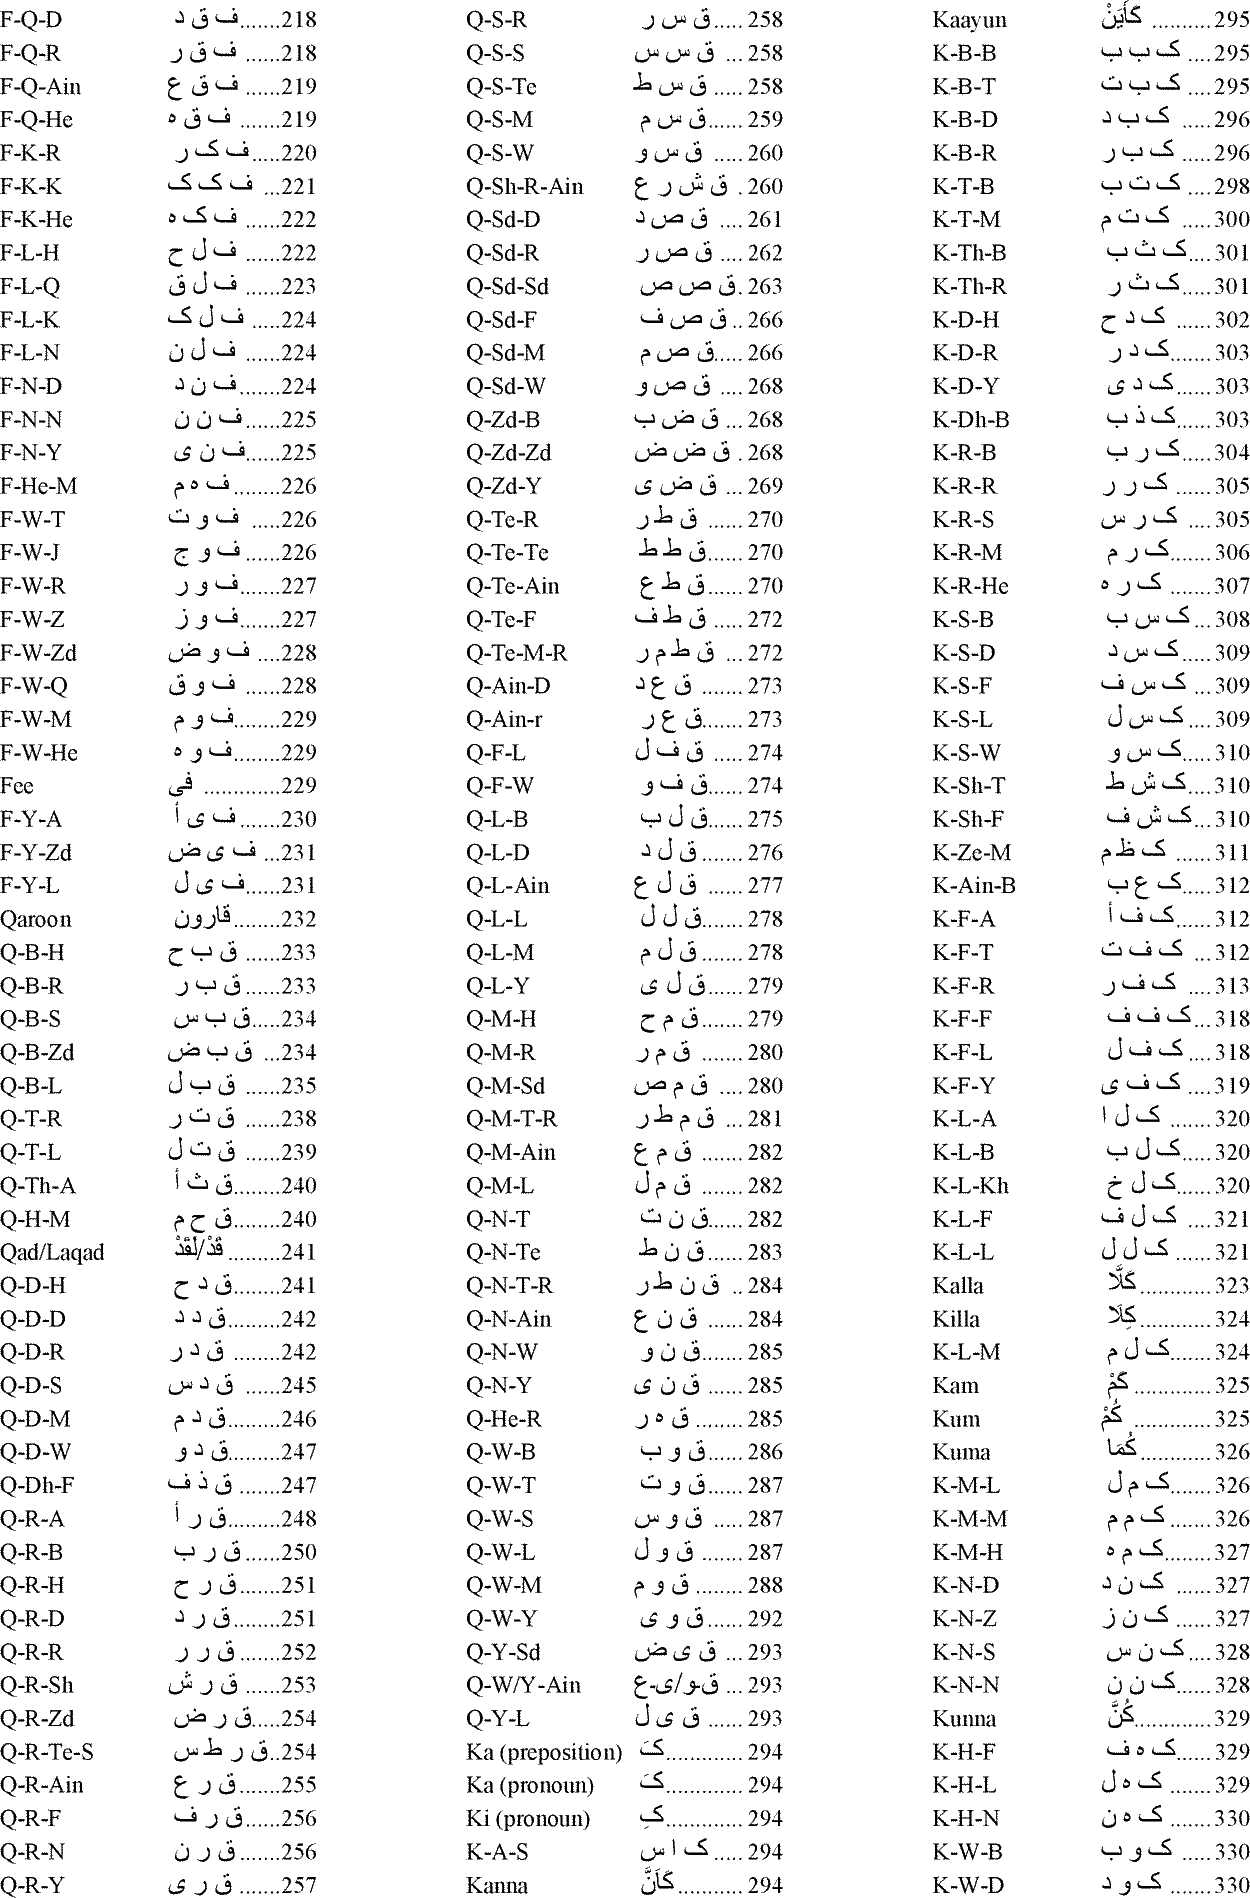 F-Q-D ف ق د ......218
F-Q-R ف ق ر ......218
F-Q-Ain ف ق ع ......219
F-Q-He ف ق ه .......219
F-K-R ف ک ر.....220
F-K-K ف ک ک ...221
F-K-He ف ک ه ......222
F-L-H ف ل ح ......222
F-L-Q ف ل ق ......223
F-L-K ف ل ک .....224
F-L-N ف ل ن .......224
F-N-D ف ن د .......224
F-N-N ف ن ن......225
F-N-Y ف ن ی......225
F-He-M ف ه م ........226
F-W-T ف و ت ......226
F-W-J ف و ج .......226
F-W-R ف و ر........227
F-W-Z ف و ز ........227
F-W-Zd ف و ض ....228
F-W-Q ف و ق ......228
F-W-M ف و م........229
F-W-He ف و ه........229
Fee فی .............229
F-Y-A ف ی أ.......230
F-Y-Zd ف ی ض ...231
F-Y-L ف ی ل......231
Qaroon قارون ........232
Q-B-H ق ب ح ......233
Q-B-R ق ب ر......233
Q-B-S ق ب س.....234
Q-B-Zd ق ب ض ...234
Q-B-L ق ب ل ......235
Q-T-R ق ت ر ......238
Q-T-L ق ت ل ......239
Q-Th-A ق ث أ........240
Q-H-M ق ح م........240
Qad/Laqad قَدْ/لَقَدْ .........241
Q-D-H ق د ح ........241
Q-D-D ق د د.........242
Q-D-R ق د ر ........242
Q-D-S ق د س ......245
Q-D-M ق د م ........246
Q-D-W ق د و........247
Q-Dh-F ق ذ ف ......247
Q-R-A ق ر أ.........248
Q-R-B ق ر ب ......250
Q-R-H ق ر ح ......251
Q-R-D ق ر د........251
Q-R-R ق ر ر .......252
Q-R-Sh ق ر ش ......253
Q-R-Zd ق ر ض.....254
Q-R-Te-S ق ر ط س..254
Q-R-Ain ق ر ع ......255
Q-R-F ق ر ف......256
Q-R-N ق ر ن ......256
Q-R-Y ق ر ی ......257
Q-S-R ق س ر .....258
Q-S-S ق س س ...258
Q-S-Te ق س ط .....258
Q-S-M ق س م......259
Q-S-W ق س و .....260
Q-Sh-R-Ain ق ش ر ع .260
Q-Sd-D ق ص د ....261
Q-Sd-R ق ص ر ....262
Q-Sd-Sd ق ص ص.263
Q-Sd-F ق ص ف ..266
Q-Sd-M ق ص م.....266
Q-Sd-W ق ص و .....268
Q-Zd-B ق ض ب ...268
Q-Zd-Zd ق ض ض .268
Q-Zd-Y ق ض ی ...269
Q-Te-R ق ط ر ......270
Q-Te-Te ق ط ط .....270
Q-Te-Ain ق ط ع ......270
Q-Te-F ق ط ف .....272
Q-Te-M-R ق ط م ر ...272
Q-Ain-D ق ع د .......273
Q-Ain-r ق ع ر.......273
Q-F-L ق ف ل ......274
Q-F-W ق ف و ......274
Q-L-B ق ل ب......275
Q-L-D ق ل د .......276
Q-L-Ain ق ل ع ......277
Q-L-L ق ل ل.......278
Q-L-M ق ل م .......278
Q-L-Y ق ل ی......279
Q-M-H ق م ح.......279
Q-M-R ق م ر .......280
Q-M-Sd ق م ص ....280
Q-M-T-R ق م ط ر ....281
Q-M-Ain ق م ع .......282
Q-M-L ق م ل .......282
Q-N-T ق ن ت.....282
Q-N-Te ق ن ط .....283
Q-N-T-R ق ن ط ر ..284
Q-N-Ain ق ن ع .....284
Q-N-W ق ن و.......285
Q-N-Y ق ن ی .....285
Q-He-R ق ه ر .......285
Q-W-B ق و ب .....286
Q-W-T ق و ت .....287
Q-W-S ق و س .....287
Q-W-L ق و ل ......287
Q-W-M ق و م .......288
Q-W-Y ق و ی ......292
Q-Y-Sd ق ی ض ...293
Q-W/Y-Ain ق-و/ی-ع ...293
Q-Y-L ق ی ل ......293
Ka (preposition) کَ.............294
Ka (pronoun) کَ.............294
Ki (pronoun) کِ.............294
K-A-S ک ا س .....294
Kanna کَأَنَّ...........294
Kaayun کَأَیِّنْ ..........295
K-B-B ک ب ب ....295
K-B-T ک ب ت ....295
K-B-D ک ب د .....296
K-B-R ک ب ر .....296
K-T-B ک ت ب ....298
K-T-M ک ت م .....300
K-Th-B ک ث ب....301
K-Th-R ک ث ر.....301
K-D-H ک د ح ......302
K-D-R ک د ر.......303
K-D-Y ک د ی ......303
K-Dh-B ک ذ ب......303
K-R-B ک ر ب.....304
K-R-R ک ر ر ......305
K-R-S ک ر س ....305
K-R-M ک ر م .......306
K-R-He ک ر ه .......307
K-S-B ک س ب...308
K-S-D ک س د ....309
K-S-F ک س ف ...309
K-S-L ک س ل ....309
K-S-W ک س و .....310
K-Sh-T ک ش ط ....310
K-Sh-F ک ش ف...310
K-Ze-M ک ظ م ......311
K-Ain-B ک ع ب .....312
K-F-A ک ف أ......312
K-F-T ک ف ت ...312
K-F-R ک ف ر .....313
K-F-F ک ف ف...318
K-F-L ک ف ل ....318
K-F-Y ک ف ی ....319
K-L-A ک ل ا ......320
K-L-B ک ل ب.....320
K-L-Kh ک ل خ.....320
K-L-F ک ل ف ....321
K-L-L ک ل ل .....321
Kalla کَلَّا............323
Killa کِلَا ............324
K-L-M ک ل م.......324
Kam کَمْ .............325
Kum کُمْ .............325
Kuma کُمَا............326
K-M-L ک م ل.......326
K-M-M ک م م .......326
K-M-H ک م ه ........327
K-N-D ک ن د ......327
K-N-Z ک ن ز ......327
K-N-S ک ن س....328
K-N-N ک ن ن......328
Kunna کُنَّ.............329
K-H-F ک ه ف.....329
K-H-L ک ه ل ......329
K-H-N ک ه ن .....330
K-W-B ک و ب .....330
K-W-D ک و د ......330